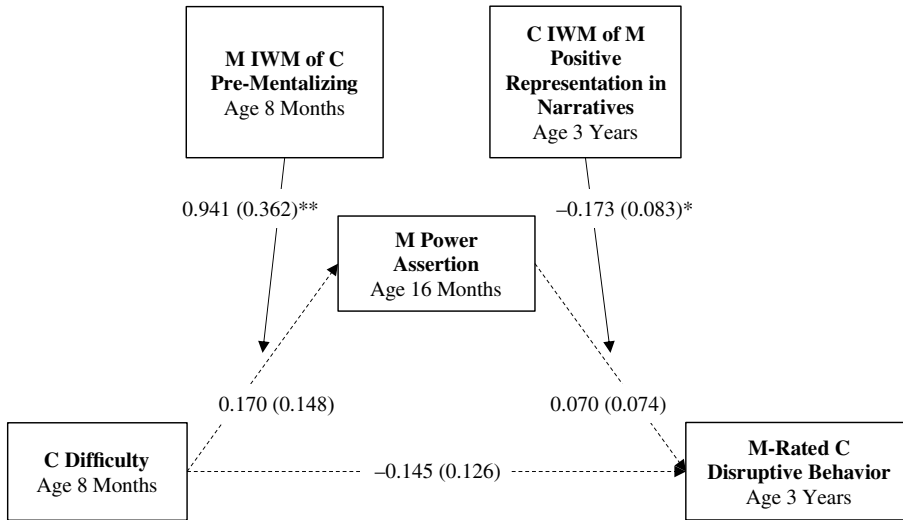 M IWM of C
Pre-Mentalizing
Age 8 Months
C IWM of M
Positive
Representation in
Narratives
Age 3 Years
0.941 (0.362)**
–0.173 (0.083)*
M Power
Assertion
Age 16 Months
0.170 (0.148)
0.070 (0.074)
C Difficulty
Age 8 Months
–0.145 (0.126)
M-Rated C
Disruptive Behavior
Age 3 Years